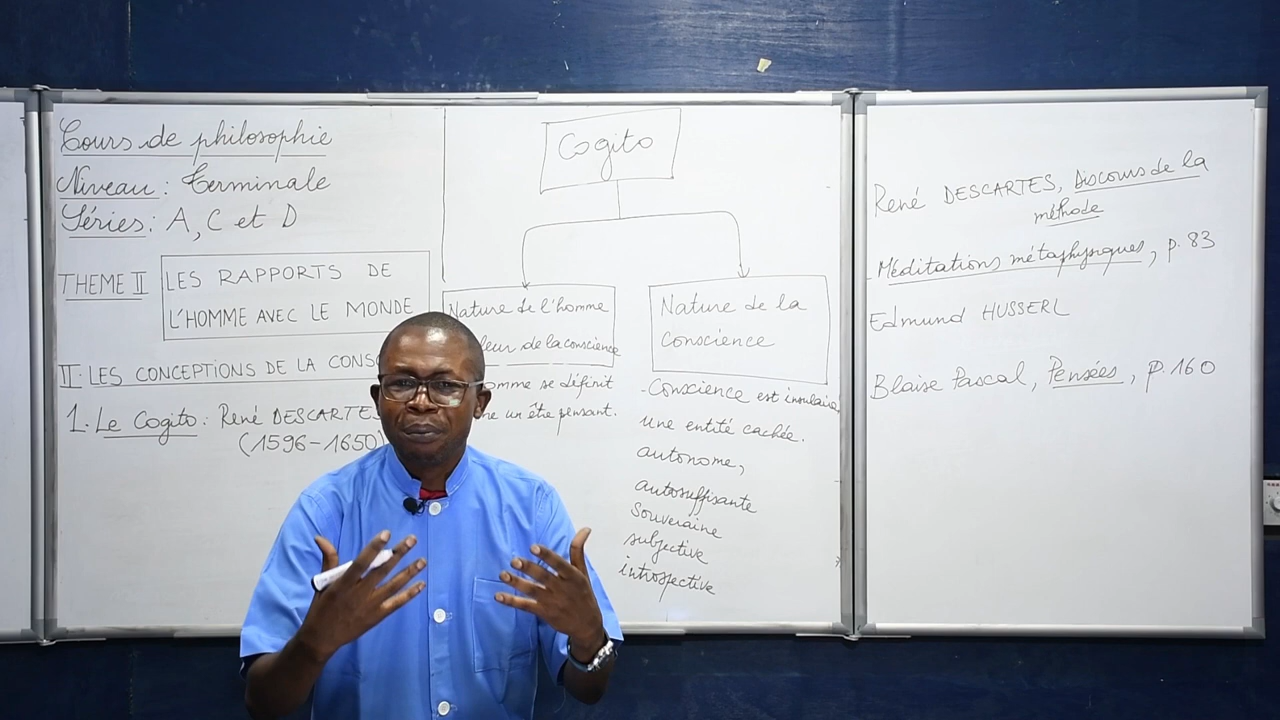 Cours de philosophie
Niveau : Terminale
Séries : A, C et D
THEME II
LES RAPPORTS DE
L'HOMME AVEC LE MONDE
II. LES CONCEPTIONS DE LA
1. Le Cogito : René DESCARTES
(1596-1650)
Cogito
Nature de l'homme
de la conscience
se définit
un être pensant.
Nature de la
Conscience
-Conscience est insulaire,
une entité cachée.
autonome,
autosuffisante
Souveraine
subjective
introspective
René DESCARTES, Discours de la
méthode
Méditations métaphysiques, p. 83
Edmund HUSSERL
Blaise Pascal, Pensées, p. 160